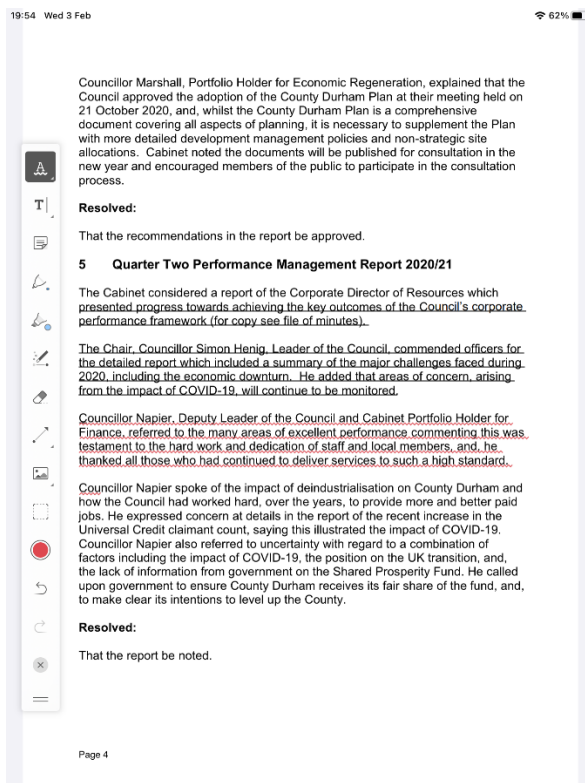 19:54 Wed 3 Feb
62%
Councillor Marshall, Portfolio Holder for Economic Regeneration, explained that the
Council approved the adoption of the County Durham Plan at their meeting held on
21 October 2020, and, whilst the County Durham Plan is a comprehensive
document covering all aspects of planning, it is necessary to supplement the Plan
with more detailed development management policies and non-strategic site
allocations. Cabinet noted the documents will be published for consultation in the
new year and encouraged members of the public to participate in the consultation
process.
Resolved:
That the recommendations in the report be approved.
5 Quarter Two Performance Management Report 2020/21
The Cabinet considered a report of the Corporate Director of Resources which
presented progress towards achieving the key outcomes of the Council's corporate
performance framework (for copy see file of minutes).
The Chair, Councillor Simon Henig, Leader of the Council, commended officers for
the detailed report which included a summary of the major challenges faced during
2020, including the economic downturn. He added that areas of concern, arising
from the impact of COVID-19, will continue to be monitored.
Councillor Napier, Deputy Leader of the Council and Cabinet Portfolio Holder for
Finance, referred to the many areas of excellent performance commenting this was
testament to the hard work and dedication of staff and local members, and, he
thanked all those who had continued to deliver services to such a high standard.
Councillor Napier spoke of the impact of deindustrialisation on County Durham and
how the Council had worked hard, over the years, to provide more and better paid
jobs. He expressed concern at details in the report of the recent increase in the
Universal Credit claimant count, saying this illustrated the impact of COVID-19.
Councillor Napier also referred to uncertainty with regard to a combination of
factors including the impact of COVID-19, the position on the UK transition, and,
the lack of information from government on the Shared Prosperity Fund. He called
upon government to ensure County Durham receives its fair share of the fund, and,
to make clear its intentions to level up the County.
Resolved:
That the report be noted.
Page 4